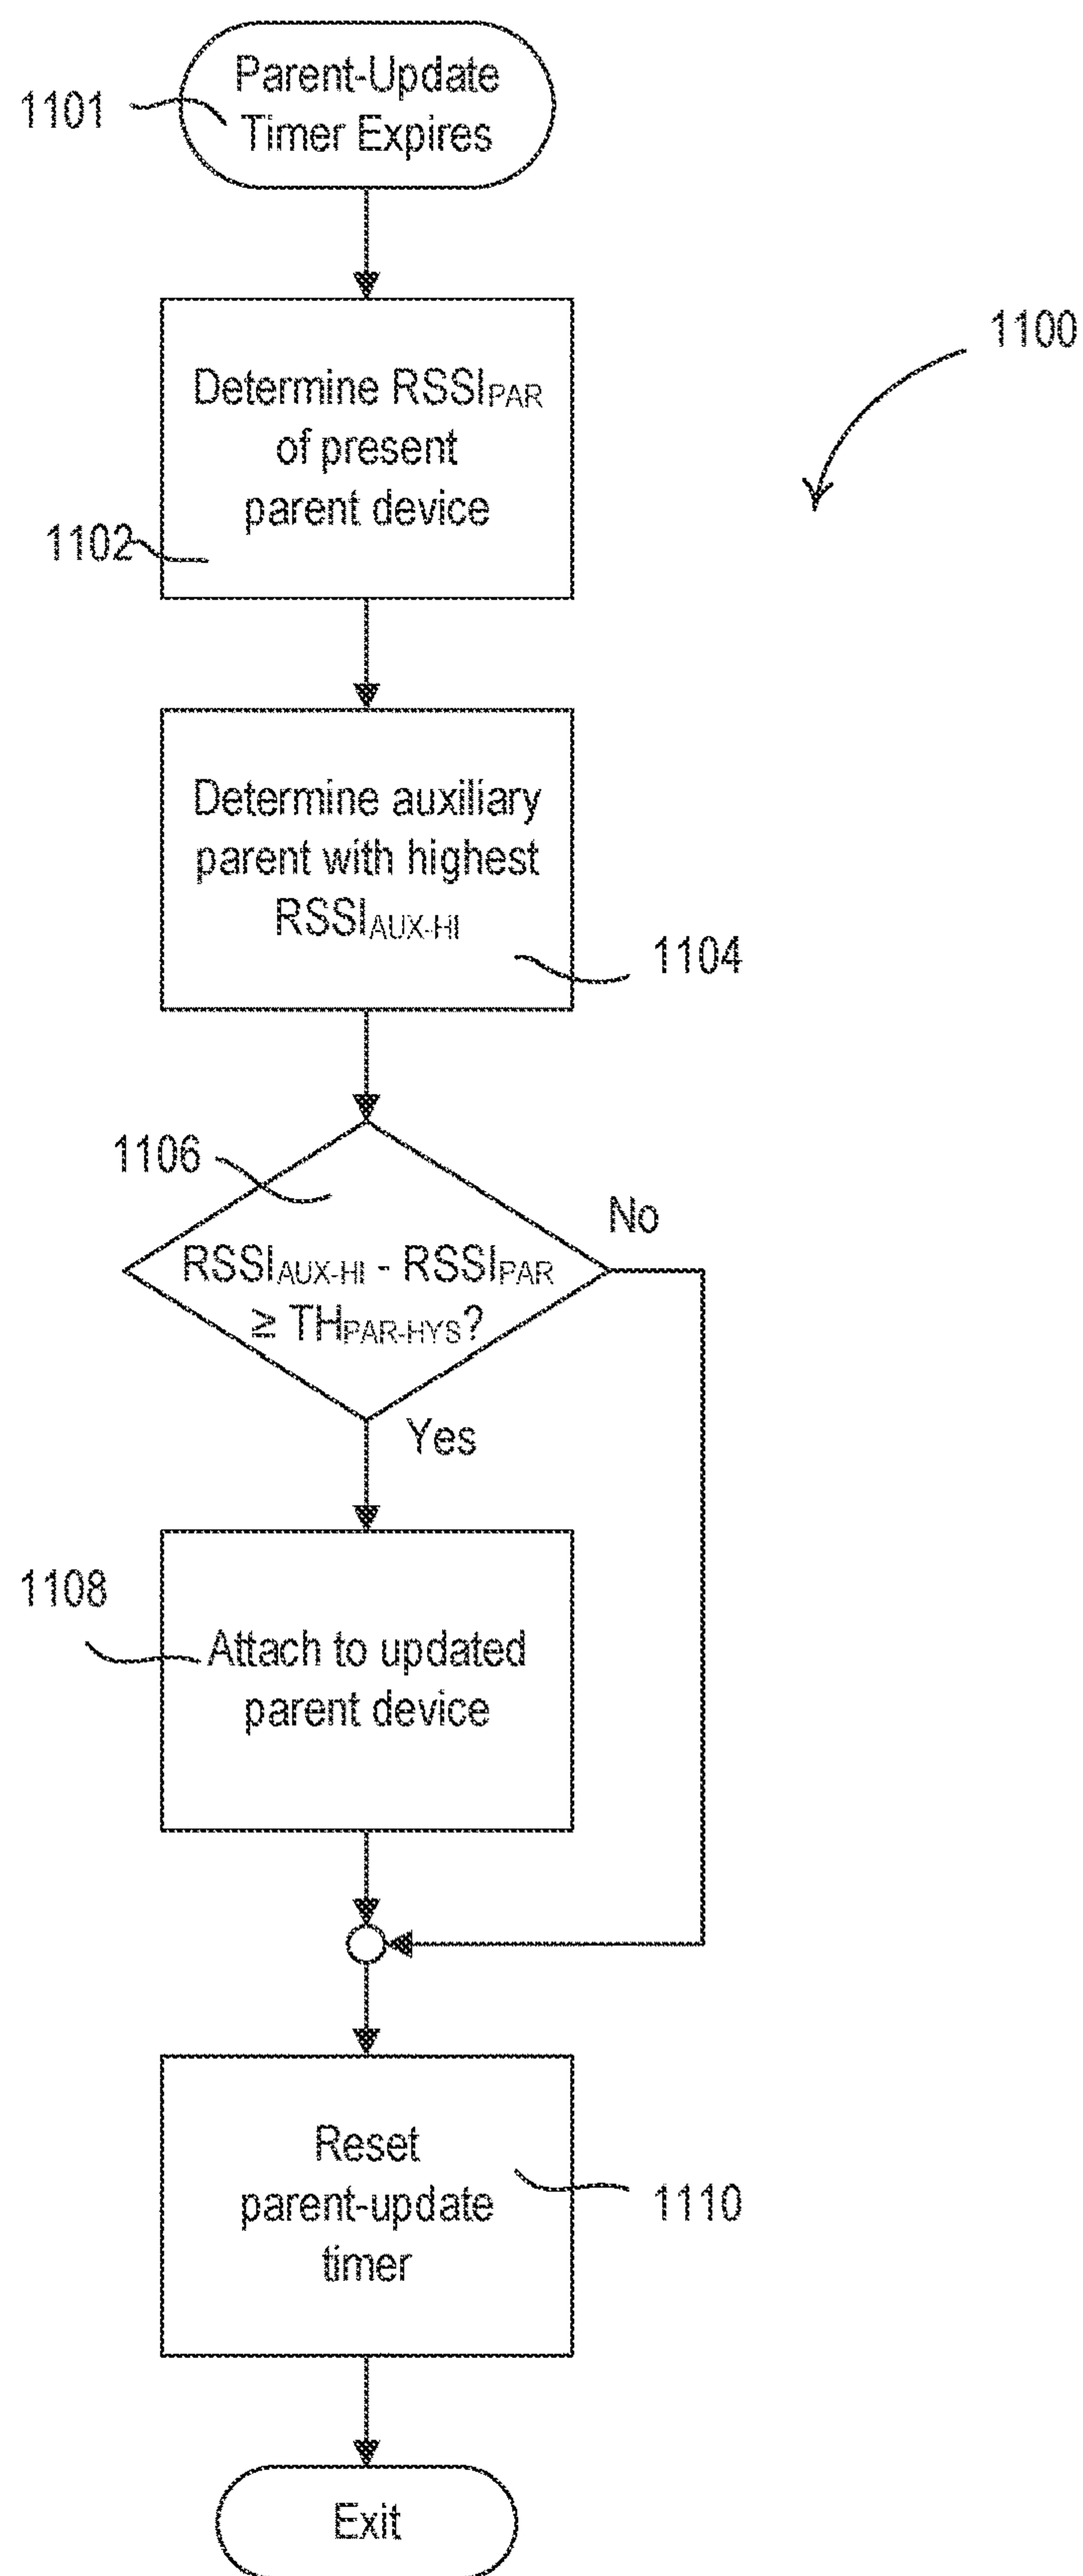 Parent-Update
Timer Expires
1101
1100
Determine RSSIPAR
of present
parent device
1102
Determine auxiliary
parent with highest
RSSIAUX-HI
1104
1106
No
RSSIAUX-HI - RSSIPAR
≥ THPAR-HYS?
Yes
1108
Attach to updated
parent device
Reset
parent-update
timer
1110
Exit